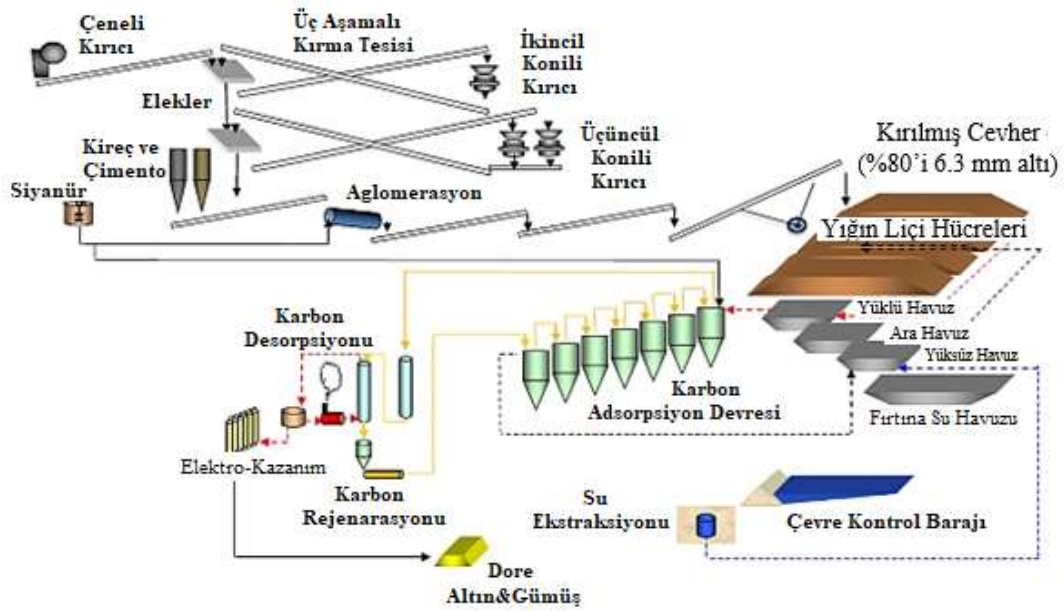 Çeneli
Kırıcı
Üç Aşamalı
Kırma Tesisi
İkincil
Konili
Kırıcı
Elekler
Kireç ve
Çimento
Üçüncül
Konili
Kırıcı
Kırılmış Cevher
(%80'i 6.3 mm altı)
Siyanür
Aglomerasyon
Yığın Liçi Hücreleri
Yüklü Havuz
Ara Havuz
Yüksüz Havuz
Fırtına Su Havuzu
Karbon
Desorpsiyonu
Karbon
Adsorpsiyon Devresi
Elektro-Kazanım
Karbon
Rejenarasyonu
Su
Ekstraksiyonu
Çevre Kontrol Barajı
Dore
Altın&Gümüş